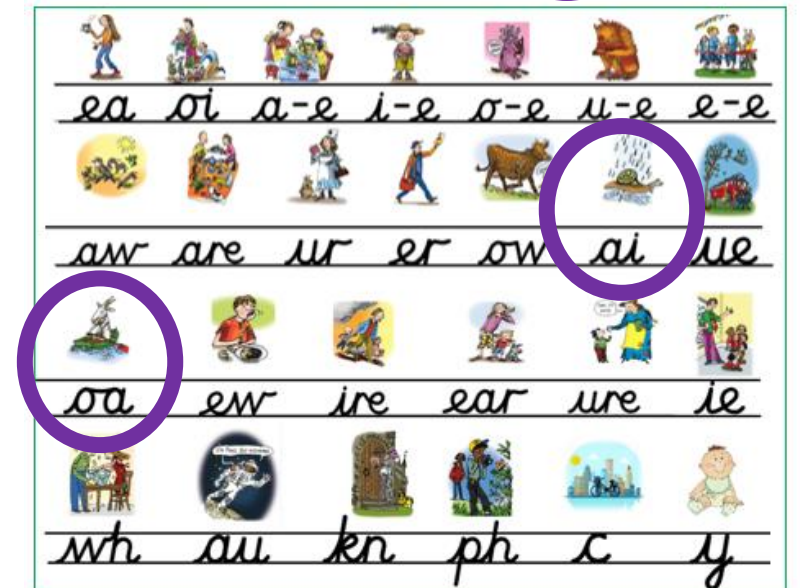 ea oi a-e i-e o-e u-e e-e
aw are ur er ow ai ue
oa ew ire ear ure ie
wh au kn ph c y